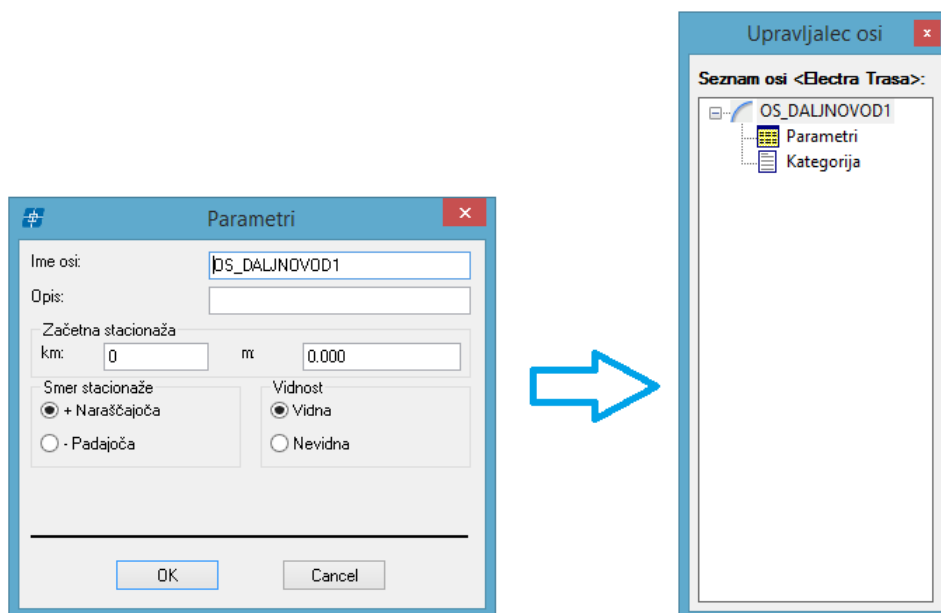 Upravljalec osi
x
Seznam osi <Electra Trasa>:
OS_DALJNOVOD1
Parametri
Kategorija
Parametri
Ime osi:
OS_DALJNOVOD1
Opis:
Začetna stacionaža
km: 0 m: 0.000
Smer stacionaže
+ Naraščajoča
- Padajoča
Vidnost
Vidna
Nevidna
OK
Cancel